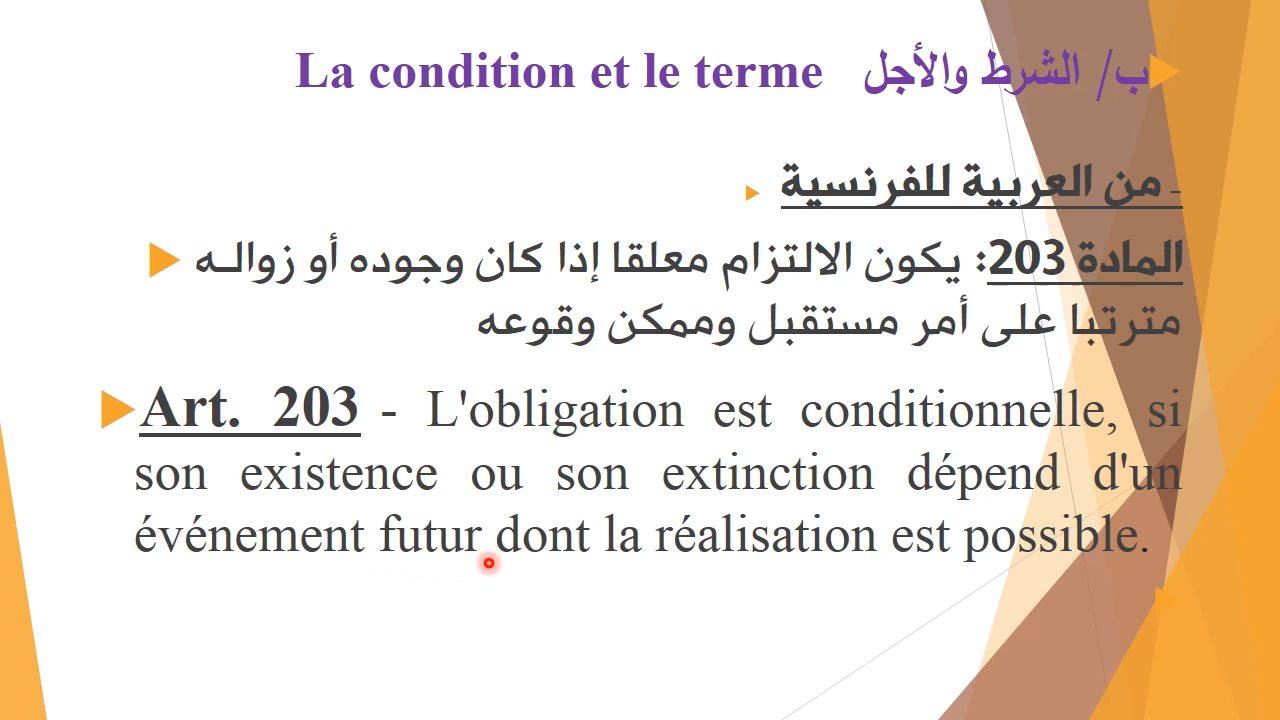 ب/ الشرط والأجل La condition et le terme
- من العربية للفرنسية
المادة 203: يكون الالتزام معلقا إذا كان وجوده أو زواله
مترتبا على أمر مستقبل وممكن وقوعه
Art. 203 - L'obligation est conditionnelle, si
son existence ou son extinction dépend d'un
événement futur dont la réalisation est possible.